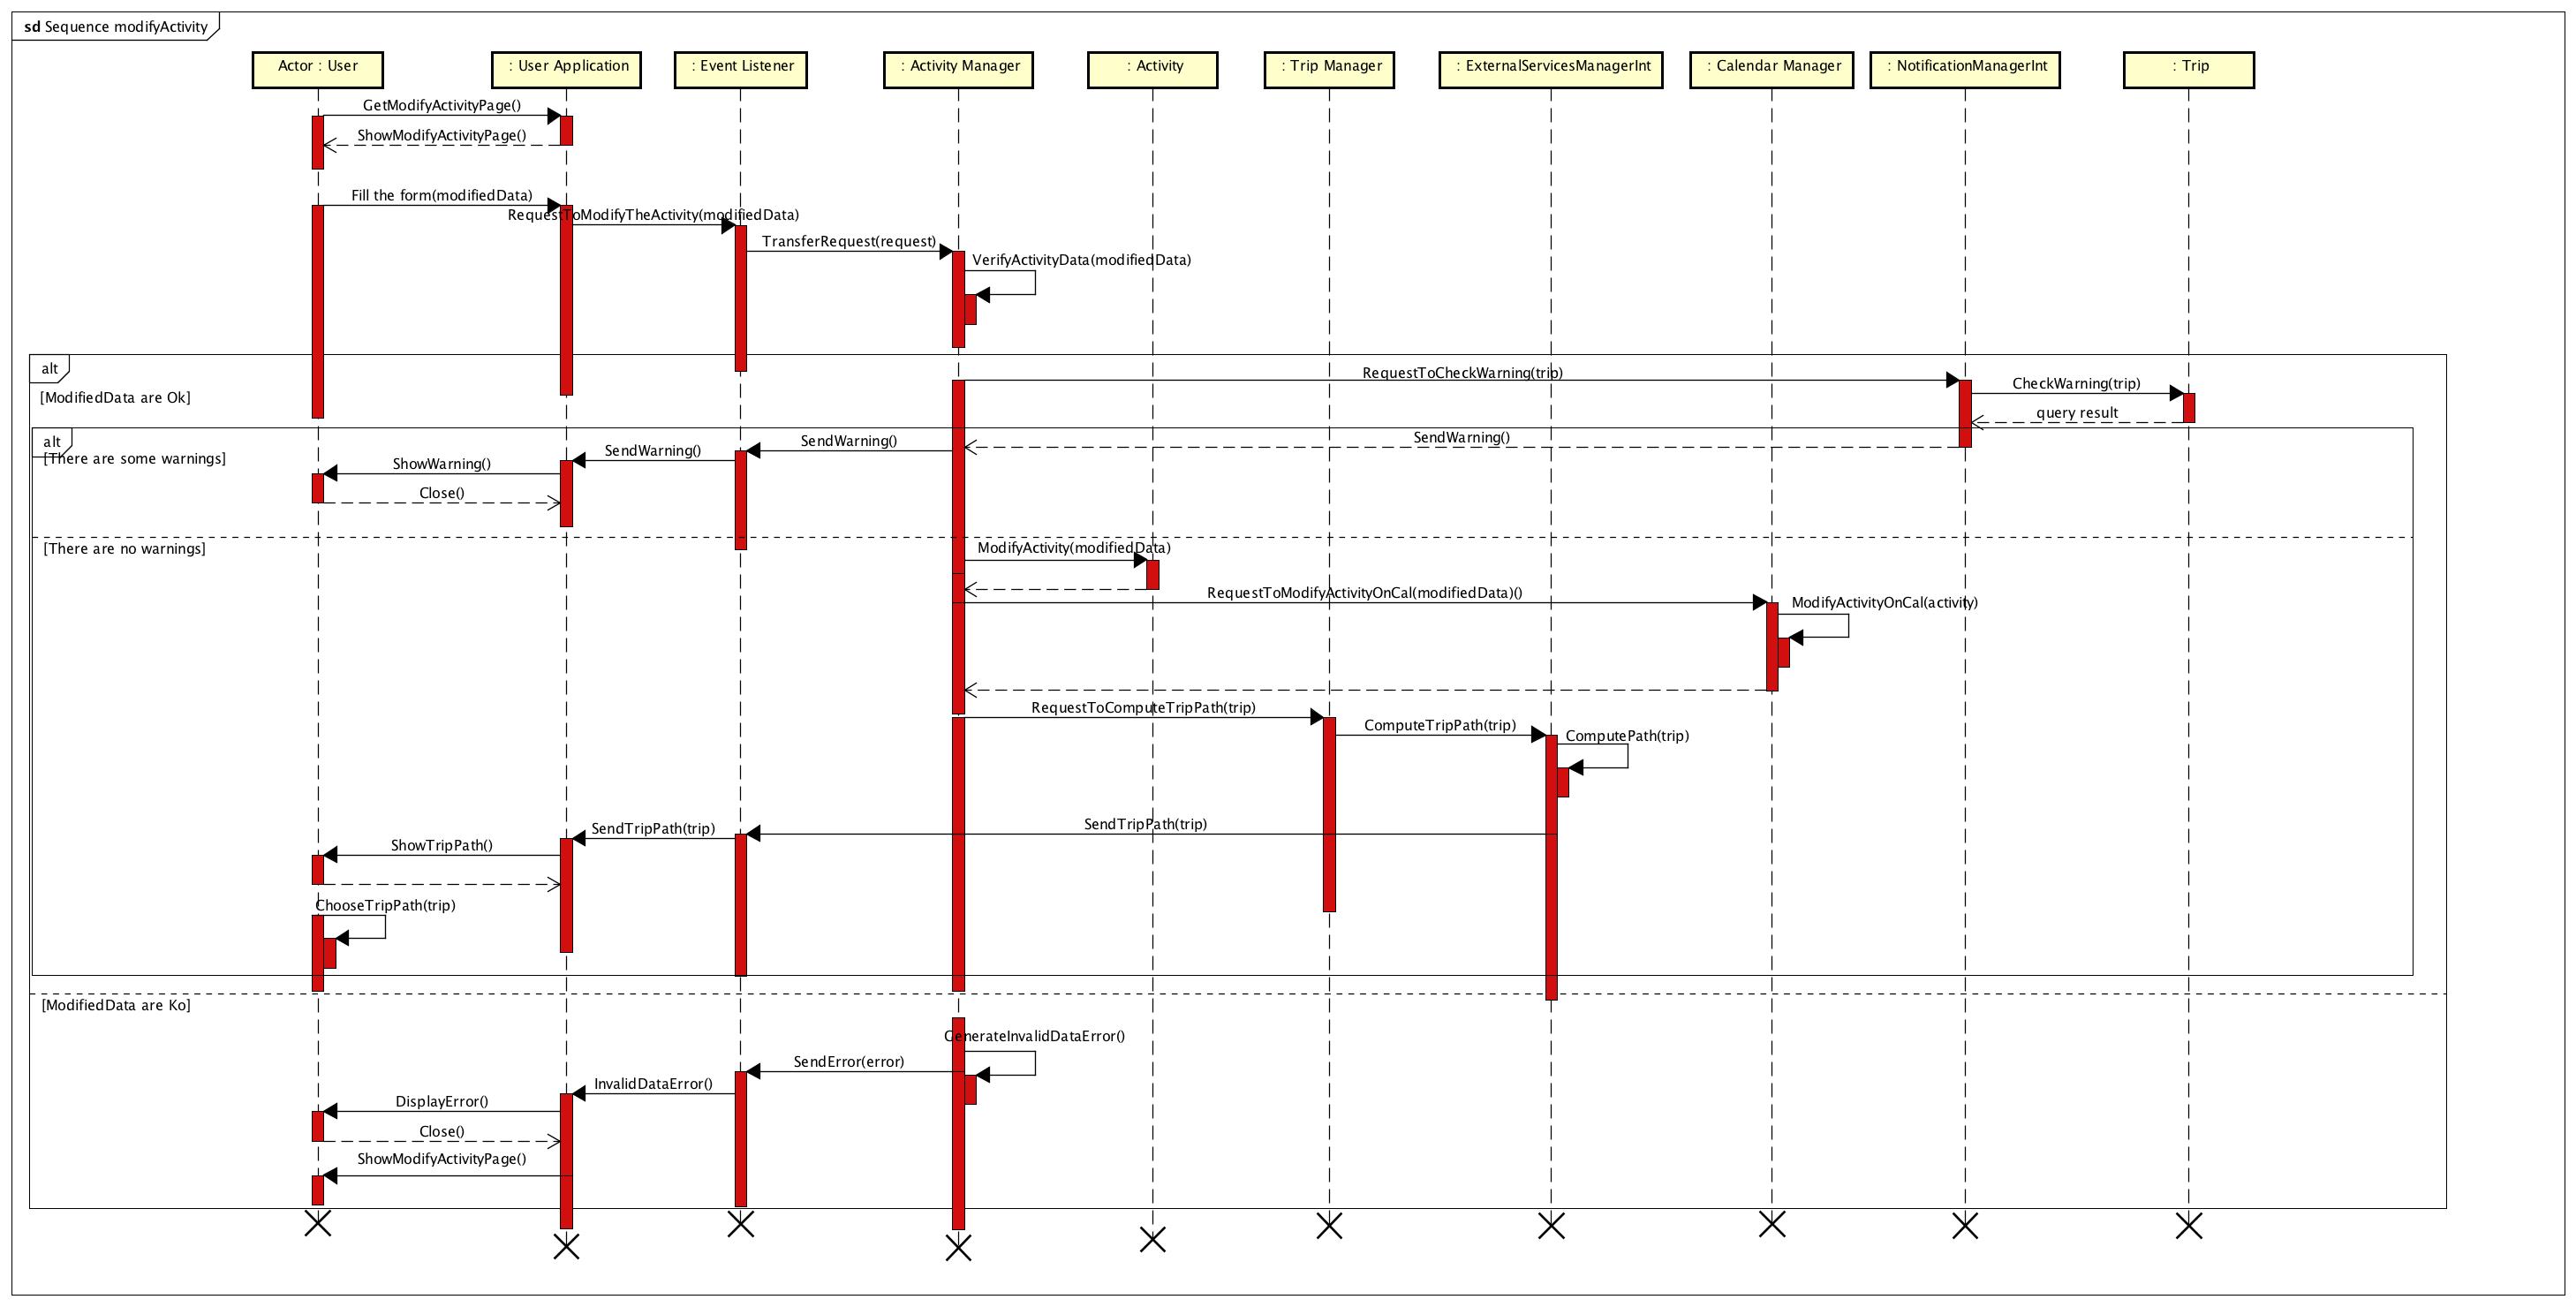 sd Sequence modifyActivity
Actor : User
: User Application
: Event Listener
: Activity Manager
: Activity
: Trip Manager
: ExternalServicesManagerInt
: Calendar Manager
: NotificationManagerInt
: Trip
GetModifyActivityPage()
ShowModifyActivityPage()
Fill the form(modifiedData)
RequestToModifyTheActivity(modifiedData)
TransferRequest(request)
VerifyActivityData(modifiedData)
alt
[ModifiedData are Ok]
RequestToCheckWarning(trip)
CheckWarning(trip)
query result
alt
[There are some warnings]
SendWarning()
SendWarning()
SendWarning()
ShowWarning()
Close()
[There are no warnings]
ModifyActivity(modifiedData)
RequestToModifyActivityOnCal(modifiedData)()
ModifyActivityOnCal(activity)
RequestToComputeTripPath(trip)
ComputeTripPath(trip)
ComputePath(trip)
SendTripPath(trip)
SendTripPath(trip)
ShowTripPath()
ChooseTripPath(trip)
[ModifiedData are Ko]
GenerateInvalidDataError()
SendError(error)
InvalidDataError()
DisplayError()
Close()
ShowModifyActivityPage()